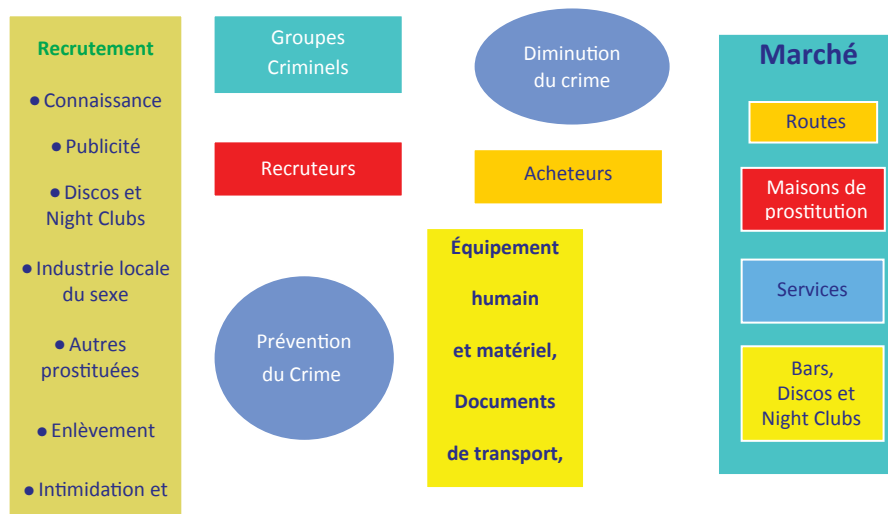 Recrutement
● Connaissance
● Publicité
● Discos et
Night Clubs
● Industrie locale
du sexe
● Autres
prostituées
● Enlèvement
● Intimidation et
Groupes
Criminels
Recruteurs
Prévention
du Crime
Diminution
du crime
Acheteurs
Équipement
humain
et matériel,
Documents
de transport,
Marché
Routes
Maisons de
prostitution
Services
Bars,
Discos et
Night Clubs